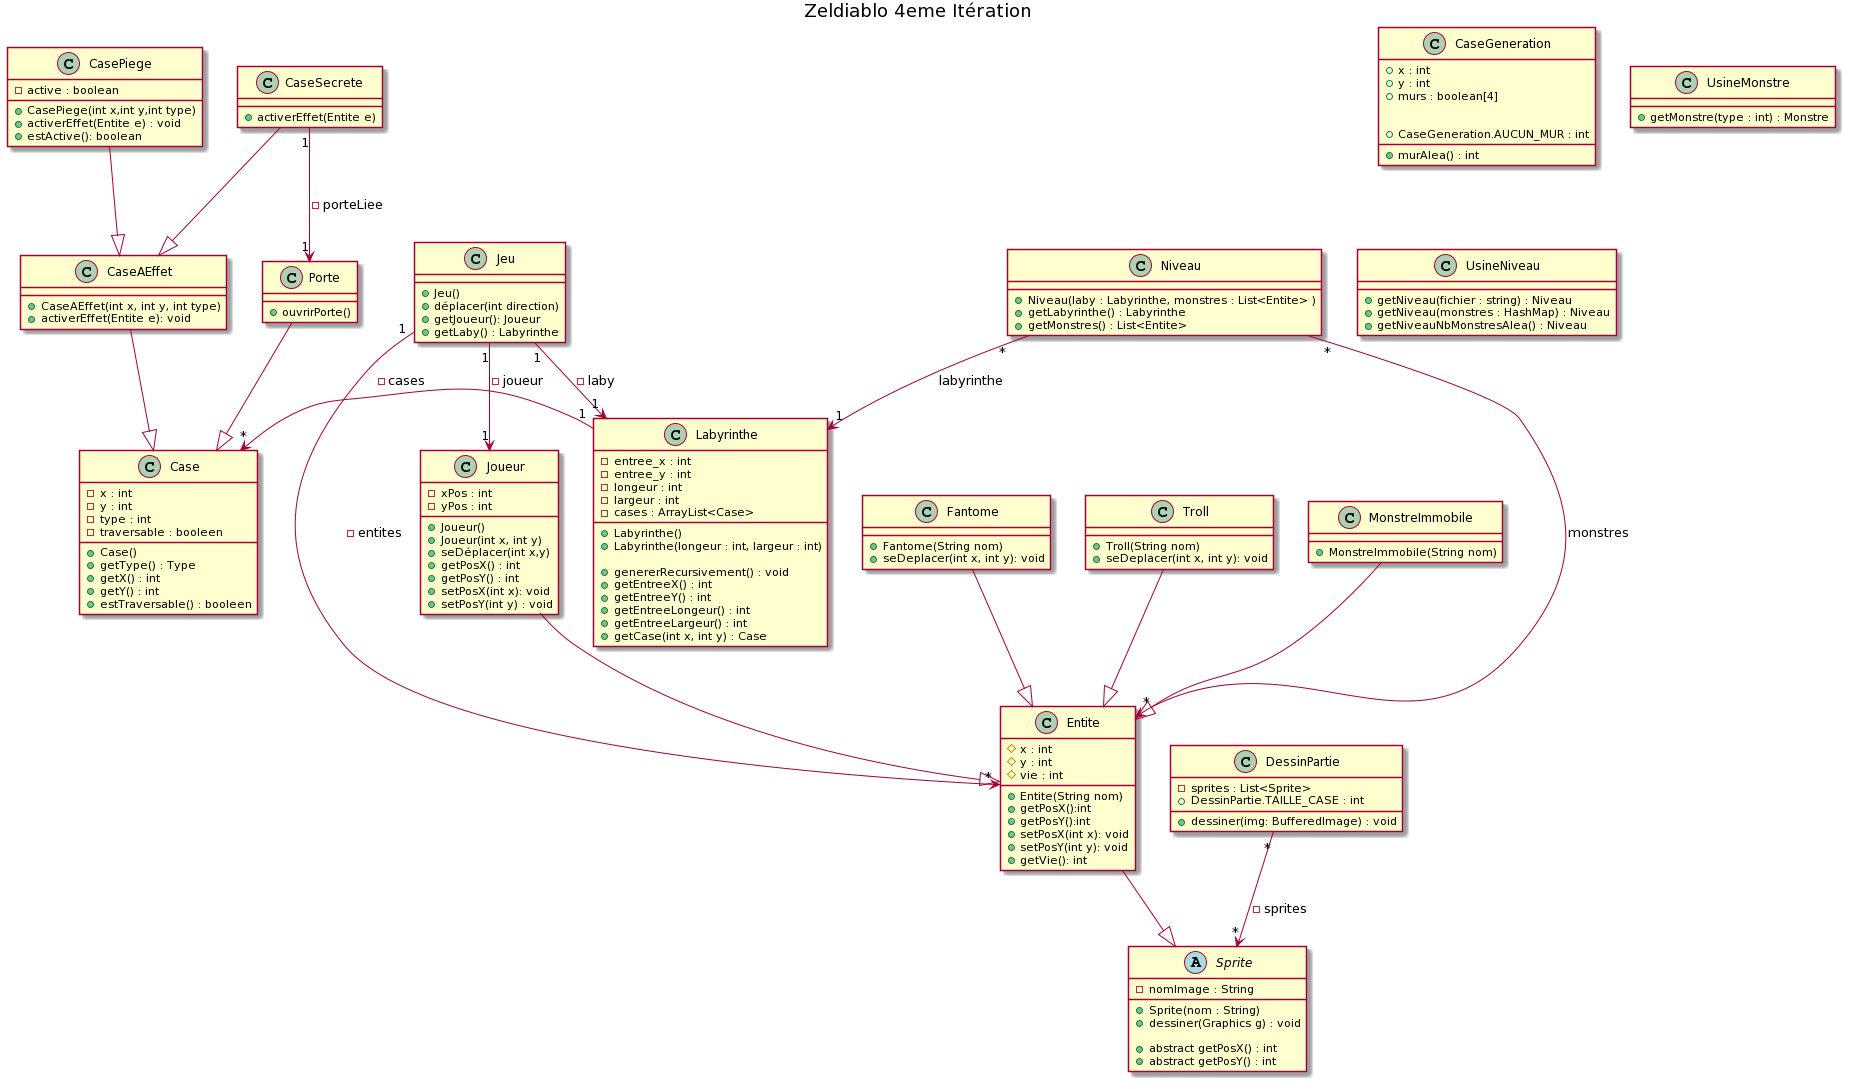 Zeldiablo 4eme Itération
C CasePiege
active : boolean
CasePiege(int x,int y,int type)
activerEffet(Entite e) : void
estActive(): boolean
C CaseSecrete
activerEffet(Entite e)
C CaseGeneration
x : int
y : int
murs : boolean[4]
CaseGeneration.AUCUN_MUR : int
murAlea() : int
C UsineMonstre
getMonstre(type : int) : Monstre
1
porteLiee
1
C CaseAEffet
CaseAEffet(int x, int y, int type)
activerEffet(Entite e): void
C Porte
ouvrirPorte()
C Jeu
Jeu()
déplacer(int direction)
getJoueur(): Joueur
getLaby() : Labyrinthe
C Niveau
Niveau(laby : Labyrinthe, monstres : List<Entite> )
getLabyrinthe() : Labyrinthe
getMonstres() : List<Entite>
C UsineNiveau
getNiveau(fichier : string) : Niveau
getNiveau(monstres : HashMap) : Niveau
getNiveauNbMonstresAlea() : Niveau
1
1
1
*
*
cases
joueur
laby
labyrinthe
*
1
1
1
1
C Case
x : int
y : int
type : int
traversable : booleen
Case()
getType() : Type
getX() : int
getY() : int
estTraversable() : booleen
entites
C Joueur
xPos : int
yPos : int
Joueur()
Joueur(int x, int y)
seDéplacer(int x,y)
getPosX() : int
getPosY() : int
setPosX(int x): void
setPosY(int y) : void
C Labyrinthe
entree_x : int
entree_y : int
longeur : int
largeur : int
cases : ArrayList<Case>
Labyrinthe()
Labyrinthe(longeur : int, largeur : int)
genererRecursivement() : void
getEntreeX() : int
getEntreeY() : int
getEntreeLongeur() : int
getEntreeLargeur() : int
getCase(int x, int y) : Case
C Fantome
Fantome(String nom)
seDeplacer(int x, int y): void
C Troll
Troll(String nom)
seDeplacer(int x, int y): void
C MonstreImmobile
MonstreImmobile(String nom)
monstres
*
*
C Entite
x : int
y : int
vie : int
Entite(String nom)
getPosX():int
getPosY():int
setPosX(int x): void
setPosY(int y): void
getVie(): int
C DessinPartie
sprites : List<Sprite>
DessinPartie.TAILLE_CASE : int
dessiner(img: BufferedImage) : void
*
sprites
*
A Sprite
nomImage : String
Sprite(nom : String)
dessiner(Graphics g) : void
abstract getPosX() : int
abstract getPosY() : int